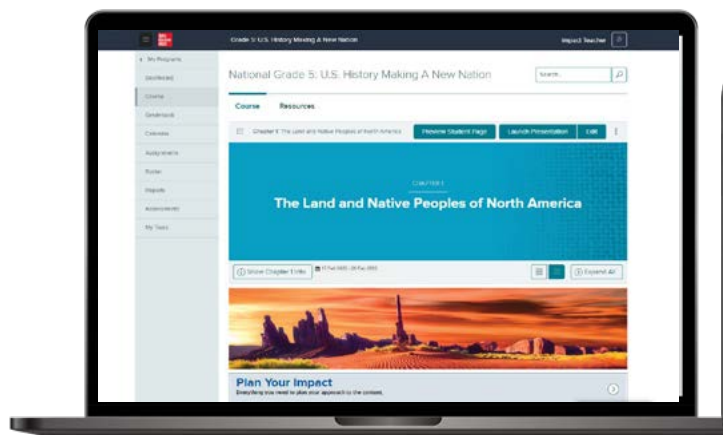 Grade 5: U.S. History Making A New Nation
Impact Teacher
My Programs
Dashboard
Course
Gradebook
Calendar
Assignments
Roster
Reports
Assessments
My Tools
National Grade 5: U.S. History Making A New Nation
Search...
Course
Resources
Chapter 1: The Land and Native Peoples of North America
Preview Student Page
Launch Presentation
Edit
CHAPTER 1
The Land and Native Peoples of North America
Show Chapter 1 Info
Expand All
Plan Your Impact
Everything you need to plan your approach to the content.